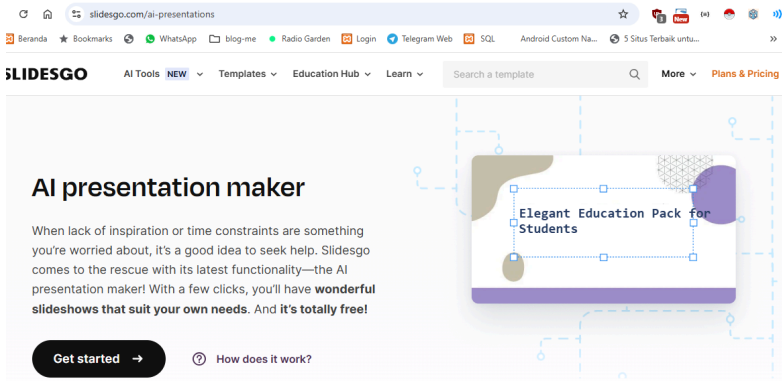 slidesgo.com/ai-presentations
3
New
Beranda
Bookmarks
WhatsApp
blog-me
Radio Garden
Login
Telegram Web
SQL
Android Custom Na...
5 Situs Terbaik untu...
SLIDESGO
AI Tools NEW
Templates
Education Hub
Learn
Search a template
More
Plans & Pricing
AI presentation maker
When lack of inspiration or time constraints are something
you're worried about, it's a good idea to seek help. Slidesgo
comes to the rescue with its latest functionality—the AI
presentation maker! With a few clicks, you'll have wonderful
slideshows that suit your own needs. And it's totally free!
Get started
How does it work?
Elegant Education Pack for
Students